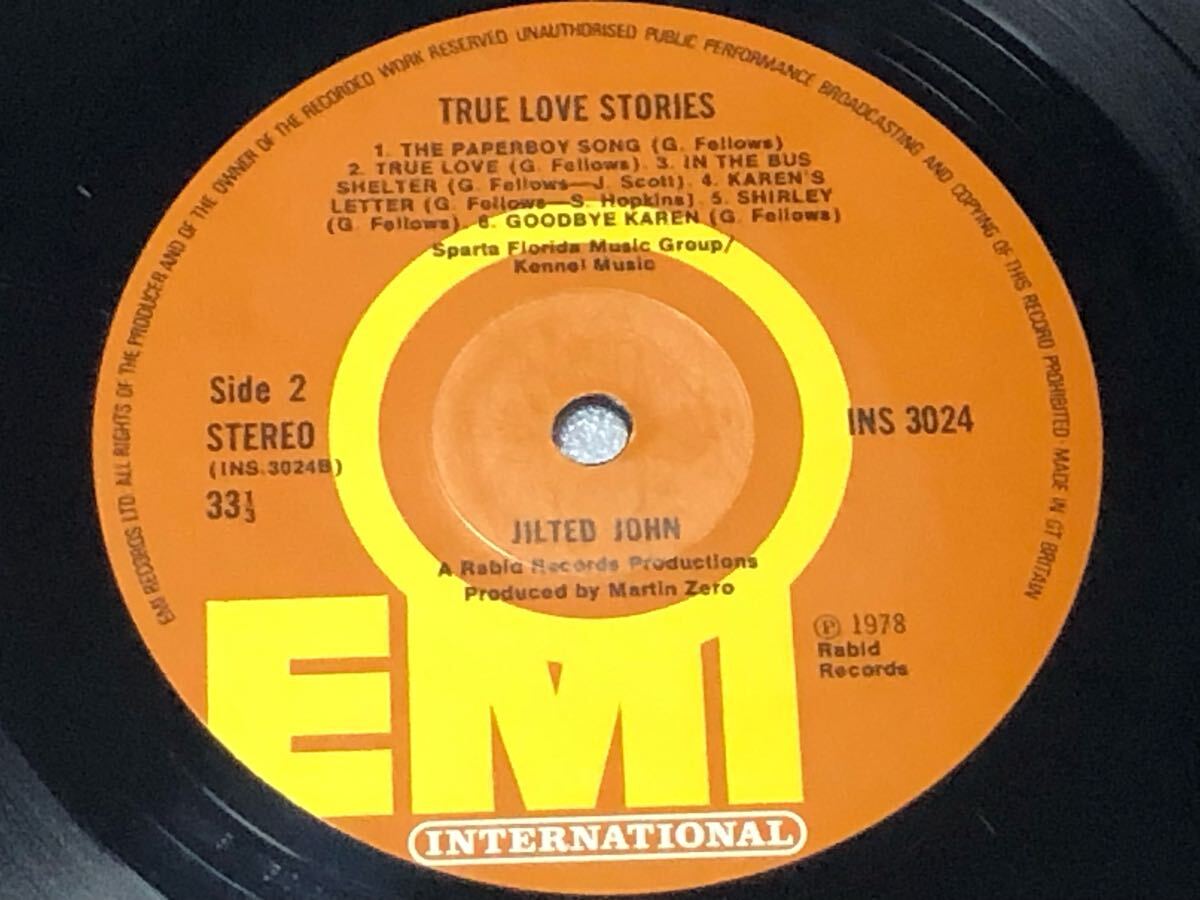 EMI RECORDS LTD. ALL RIGHTS OF THE PRODUCER AND OF THE OWNER OF THE RECORDED WORK RESERVED UNAUTHORISED PUBLIC PERFORMANCE BROADCASTING AND COPYING OF THIS RECORD PROHIBITED · MADE IN GT BRITAIN
TRUE LOVE STORIES
1. THE PAPERBOY SONG (G. Fellows)
2. TRUE LOVE (G. Fellows). 3. IN THE BUS
SHELTER (G. Fellows—J. Scott). 4. KAREN'S
LETTER (G. Fellows—S. Hopkins). 5. SHIRLEY
(G. Fellows). 6. GOODBYE KAREN (G. Fellows)
Sparta Florida Music Group/
Kennel Music
Side 2
STEREO
(INS.3024B)
33⅓
INS 3024
JILTED JOHN
A Rabid Records Productions
Produced by Martin Zero
Ⓟ 1978
Rabid
Records
EMI
INTERNATIONAL